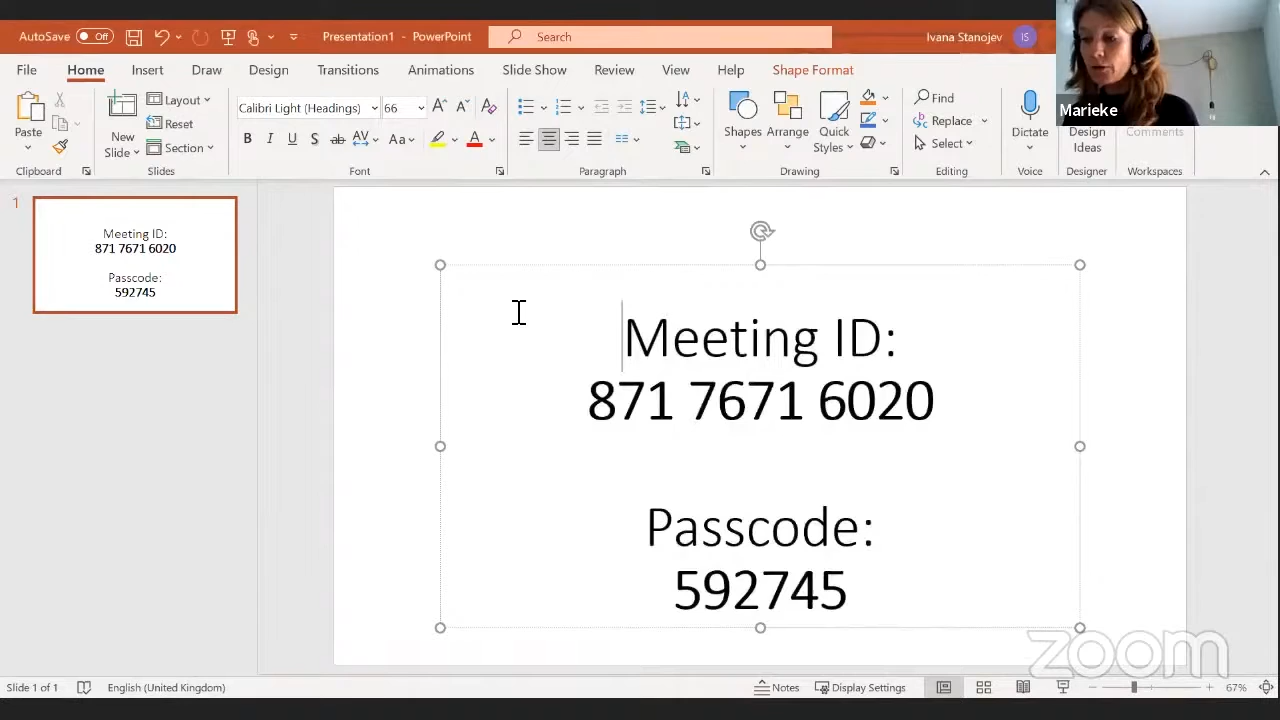 AutoSave Off Presentation1 - PowerPoint Search Ivana Stanojev IS
File Home Insert Draw Design Transitions Animations Slide Show Review View Help Shape Format
Marieke
Paste
Clipboard
New
Slide
Layout
Reset
Section
Slides
Calibri Light (Headings) 66
B I U S ab AV Aa A
Font
Paragraph
Shapes
Arrange
Quick
Styles
Drawing
Find
Replace
Select
Editing
Dictate
Voice
Design
Ideas
Designer
Comments
Workspaces
1
Meeting ID:
871 7671 6020
Passcode:
592745
Meeting ID:
871 7671 6020
Passcode:
592745
zoom
Slide 1 of 1 English (United Kingdom) Notes Display Settings 67%